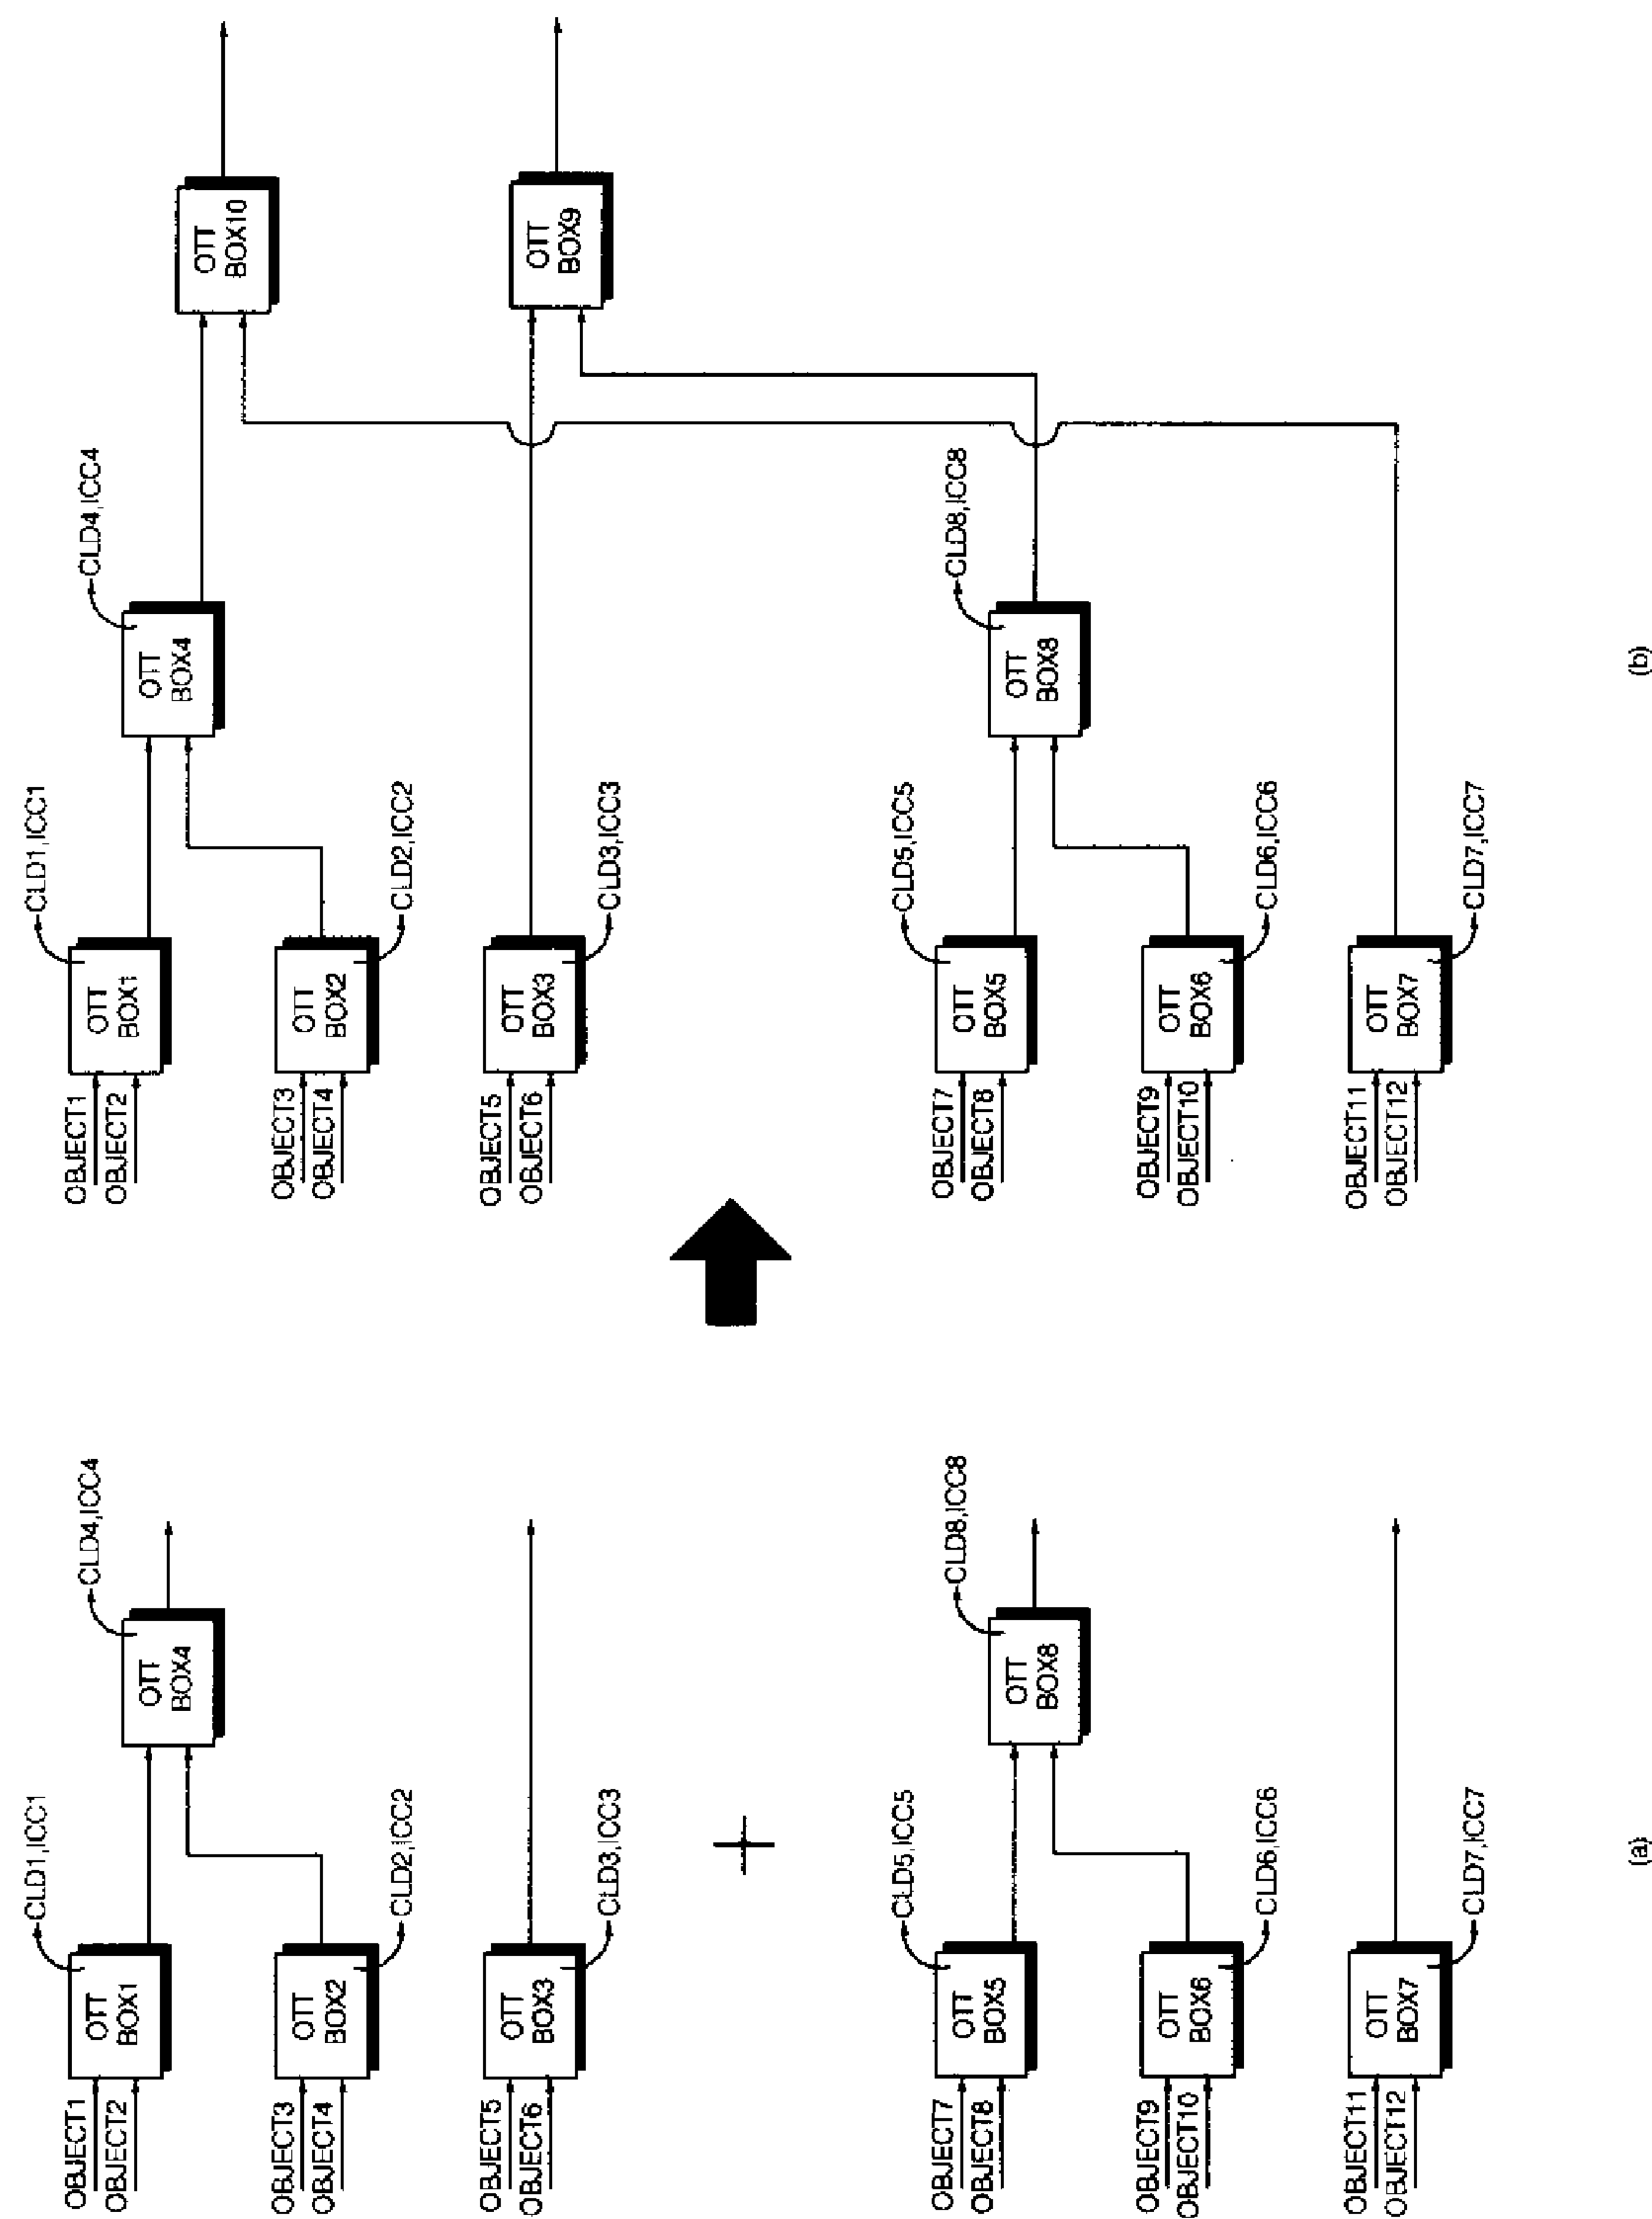 OBJECT1
OBJECT2
OTT
BOX1
CLD1,ICC1
OBJECT3
OBJECT4
OTT
BOX2
CLD2,ICC2
OTT
BOX4
CLD4,ICC4
OBJECT5
OBJECT6
OTT
BOX3
CLD3,ICC3
+
OBJECT7
OBJECT8
OTT
BOX5
CLD5,ICC5
OBJECT9
OBJECT10
OTT
BOX6
CLD6,ICC6
OTT
BOX8
CLD8,ICC8
OBJECT11
OBJECT12
OTT
BOX7
CLD7,ICC7
(a)
OBJECT1
OBJECT2
OTT
BOX1
CLD1,ICC1
OBJECT3
OBJECT4
OTT
BOX2
CLD2,ICC2
OTT
BOX4
CLD4,ICC4
OTT
BOX10
OBJECT5
OBJECT6
OTT
BOX3
CLD3,ICC3
OTT
BOX9
OBJECT7
OBJECT8
OTT
BOX5
CLD5,ICC5
OBJECT9
OBJECT10
OTT
BOX6
CLD6,ICC6
OTT
BOX8
CLD8,ICC8
OBJECT11
OBJECT12
OTT
BOX7
CLD7,ICC7
(b)